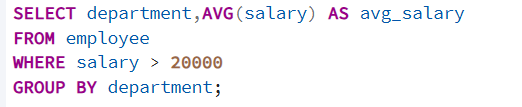 SELECT department,AVG(salary) AS avg_salary
FROM employee
WHERE salary > 20000
GROUP BY department;